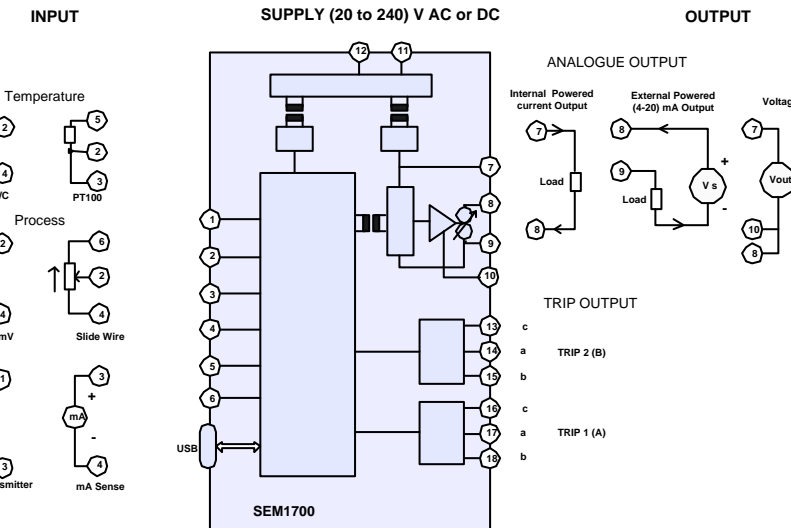 INPUT
SUPPLY (20 to 240) V AC or DC
OUTPUT
12
11
ANALOGUE OUTPUT
Temperature
Internal Powered
current Output
External Powered
(4-20) mA Output
2
5
2
4
3
PT100
7
8
9
Load
Load
V s
+
-
8
7
Vout
10
8
7
8
9
10
Process
2
6
2
4
4
mV
Slide Wire
1
2
3
4
5
6
USB
1
3
+
mA
-
3
4
mA Sense
TRIP OUTPUT
13
c
14
a
TRIP 2 (B)
15
b
16
c
17
a
TRIP 1 (A)
18
b
SEM1700